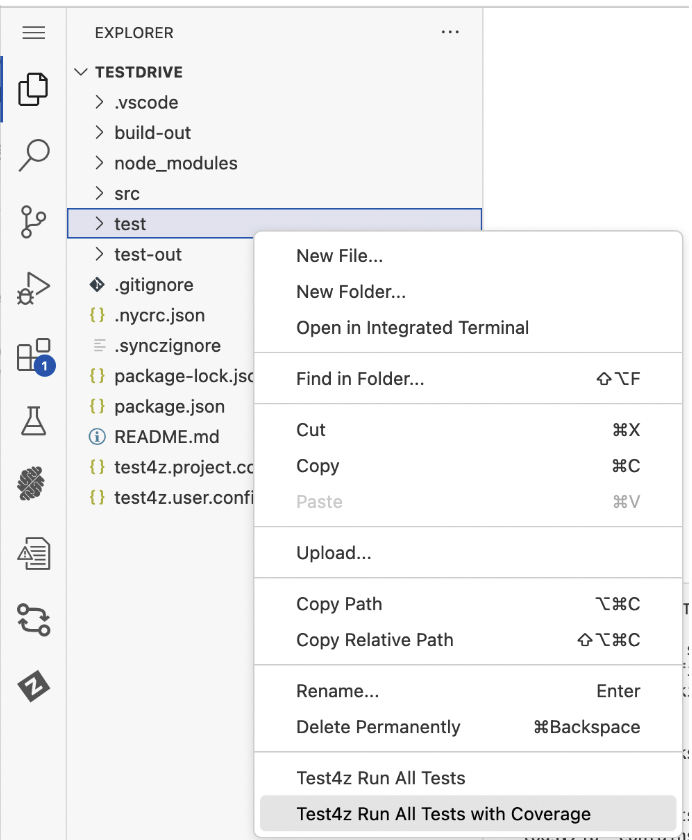 EXPLORER
TESTDRIVE
.vscode
build-out
node_modules
src
test
test-out
.gitignore
.nycrc.json
.synczignore
package-lock.jsc
package.json
README.md
test4z.project.co
test4z.user.confi
1
New File...
New Folder...
Open in Integrated Terminal
Find in Folder... ⇧⌥F
Cut ⌘X
Copy ⌘C
Paste ⌘V
Upload...
Copy Path ⌥⌘C
Copy Relative Path ⇧⌥⌘C
Rename... Enter
Delete Permanently ⌘Backspace
Test4z Run All Tests
Test4z Run All Tests with Coverage